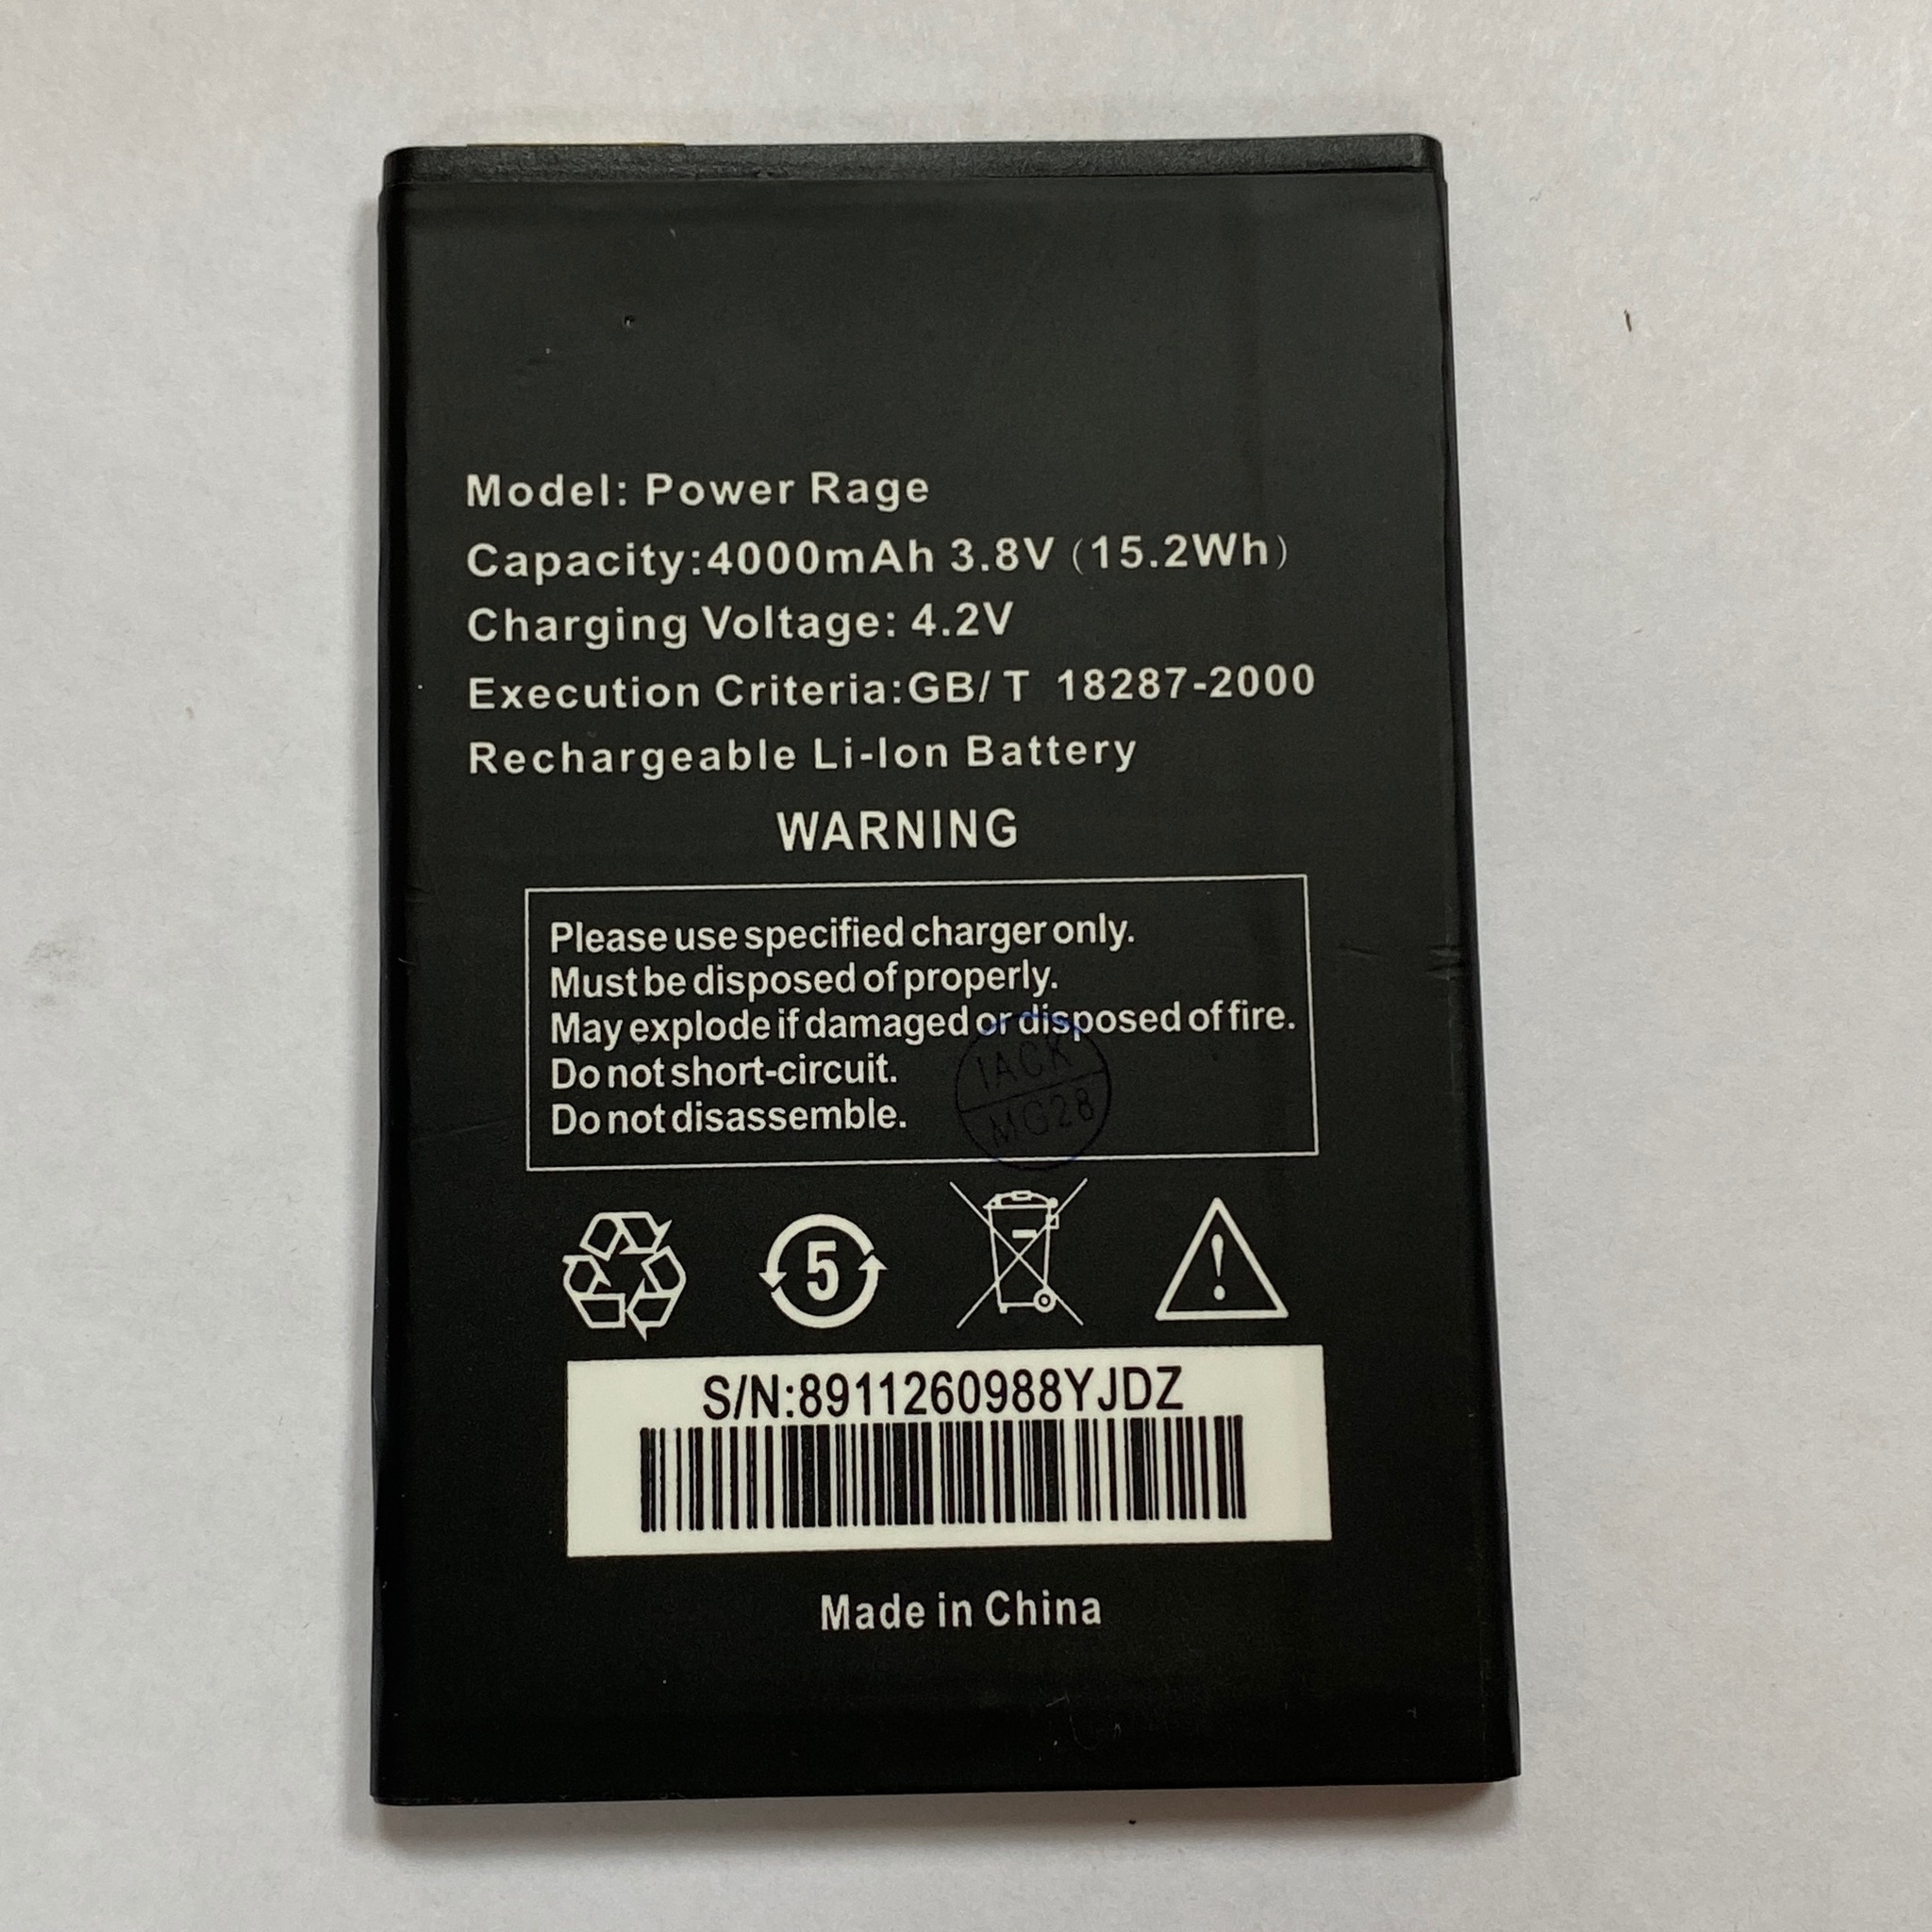 Model: Power Rage
Capacity:4000mAh 3.8V (15.2Wh)
Charging Voltage: 4.2V
Execution Criteria:GB/ T 18287-2000
Rechargeable Li-Ion Battery
WARNING
Please use specified charger only.
Must be disposed of properly.
May explode if damaged or disposed of fire.
Do not short-circuit.
Do not disassemble.
5
S/N:8911260988YJDZ
Made in China